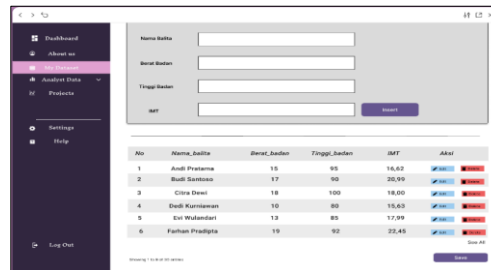 Dashboard
About us
My Dataset
Analyst Data
Projects
Settings
Help
Log Out
Nama Balita
Berat Badan
Tinggi Badan
IMT
Insert
No Nama_balita Berat_badan Tinggi_badan IMT Aksi
1 Andi Pratama 15 95 16,62
2 Budi Santoso 17 90 20,99
3 Citra Dewi 18 100 18,00
4 Dedi Kurniawan 10 80 15,63
5 Evi Wulandari 13 85 17,99
6 Farhan Pradipta 19 92 22,45
See All
Save